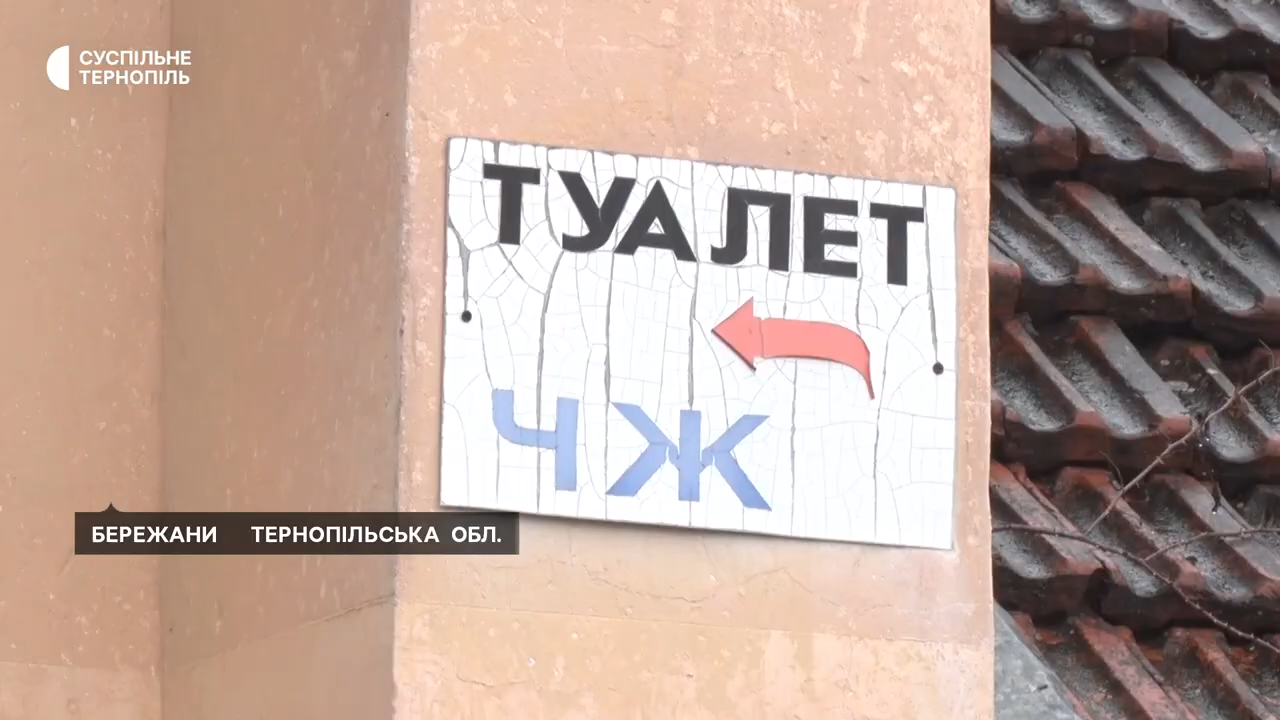 СУСПІЛЬНЕ
ТЕРНОПІЛЬ
ТУАЛЕТ
Ч Ж
БЕРЕЖАНИ ТЕРНОПІЛЬСЬКА ОБЛ.